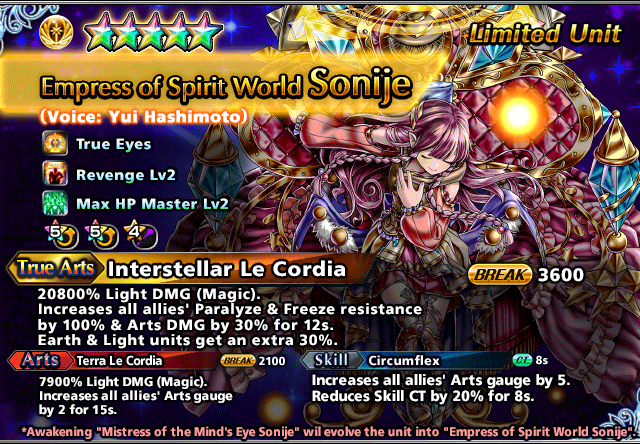 Limited Unit
Empress of Spirit World Sonije
(Voice: Yui Hashimoto)
True Eyes
Revenge Lv2
Max HP Master Lv2
5 5 4
True Arts Interstellar Le Cordia BREAK 3600
20800% Light DMG (Magic).
Increases all allies' Paralyze & Freeze resistance
by 100% & Arts DMG by 30% for 12s.
Earth & Light units get an extra 30%.
Arts Terra Le Cordia BREAK 2100
7900% Light DMG (Magic).
Increases all allies' Arts gauge
by 2 for 15s.
Skill Circumflex CT 8s
Increases all allies' Arts gauge by 5.
Reduces Skill CT by 20% for 8s.
*Awakening "Mistress of the Mind's Eye Sonije" wil evolve the unit into "Empress of Spirit World Sonije".